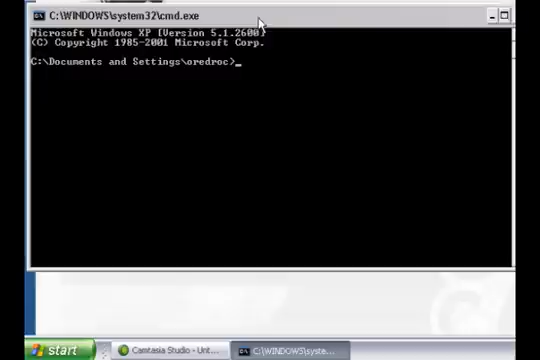 C:\WINDOWS\system32\cmd.exe
Microsoft Windows XP [Version 5.1.2600]
(C) Copyright 1985-2001 Microsoft Corp.
C:\Documents and Settings\oredroc>_
start
Camtasia Studio - Unt...
C:\WINDOWS\syste...